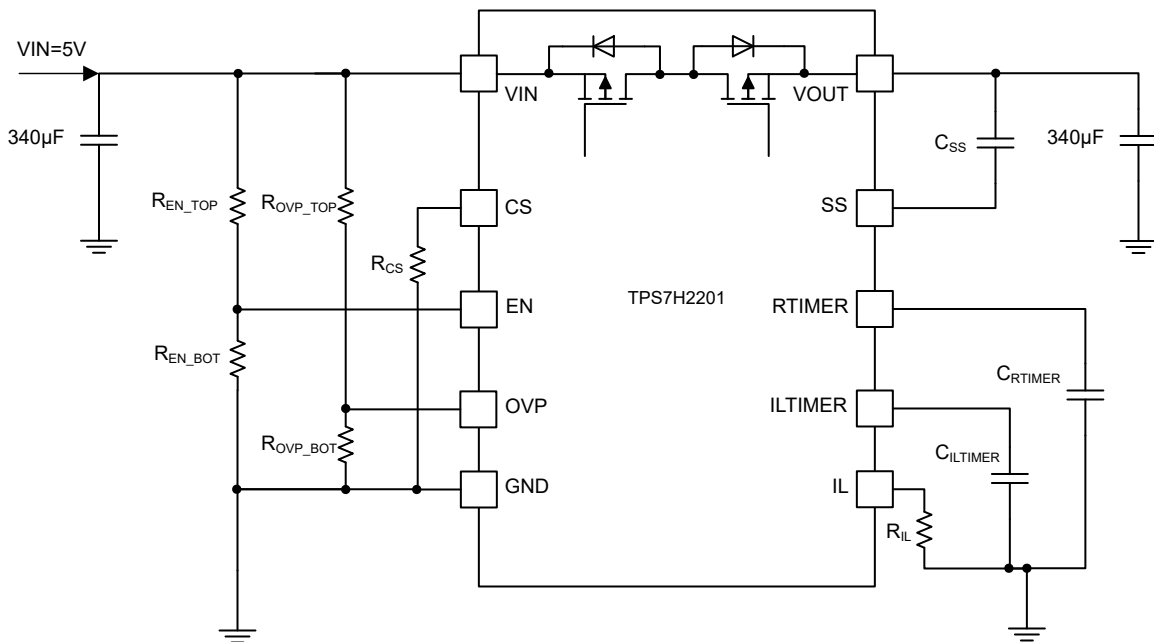 VIN=5V
VIN
VOUT
340µF
C_SS
340µF
R_EN_TOP
R_OVP_TOP
CS
SS
R_CS
TPS7H2201
EN
RTIMER
R_EN_BOT
C_RTIMER
OVP
ILTIMER
R_OVP_BOT
C_ILTIMER
GND
IL
R_IL